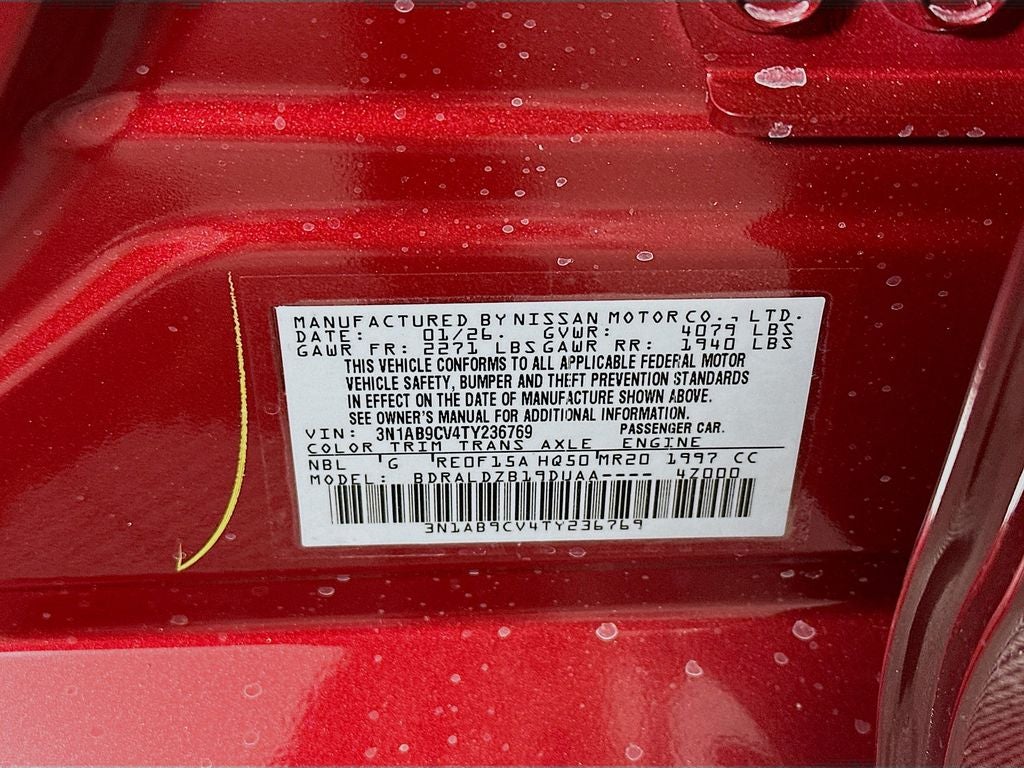 MANUFACTURED BY NISSAN MOTOR CO., LTD.
DATE: 01/26. GVWR: 4079 LBS
GAWR FR: 2271 LBS GAWR RR: 1940 LBS
THIS VEHICLE CONFORMS TO ALL APPLICABLE FEDERAL MOTOR
VEHICLE SAFETY, BUMPER AND THEFT PREVENTION STANDARDS
IN EFFECT ON THE DATE OF MANUFACTURE SHOWN ABOVE.
SEE OWNER'S MANUAL FOR ADDITIONAL INFORMATION.
VIN: 3N1AB9CV4TY236769 PASSENGER CAR.
COLOR TRIM TRANS AXLE ENGINE
NBL G RE0F15A HQ50 MR20 1997 CC
MODEL: BDRALDZB19DUAA---- 4Z000
3N1AB9CV4TY236769